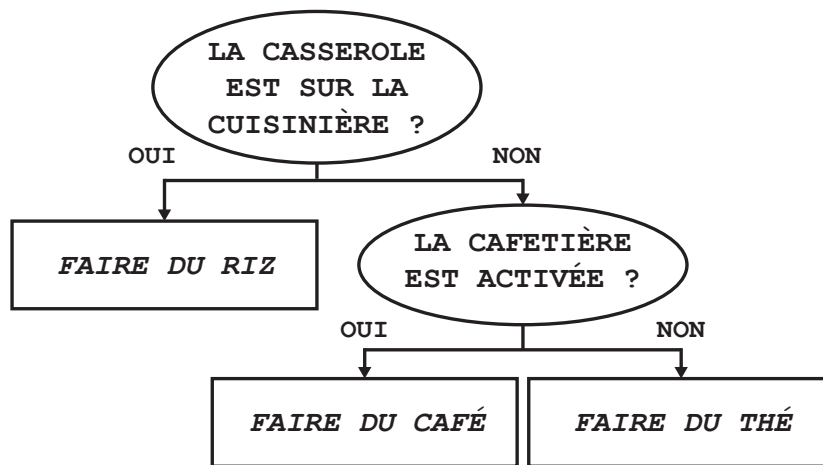 LA CASSEROLE
EST SUR LA
CUISINIÈRE ?
OUI
NON
FAIRE DU RIZ
LA CAFETIÈRE
EST ACTIVÉE ?
OUI
NON
FAIRE DU CAFÉ
FAIRE DU THÉ